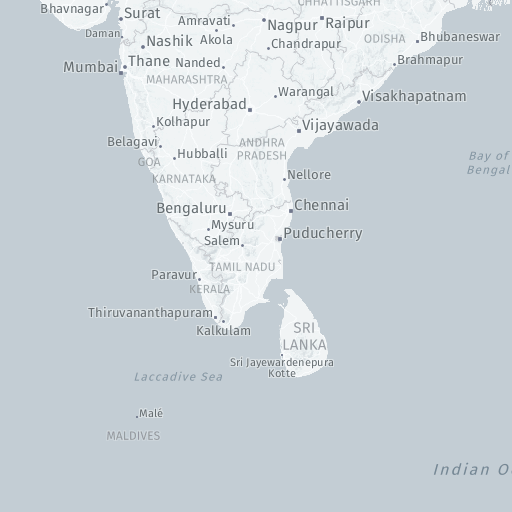 CHHATTISGARH
Bhavnagar
Surat
Amravati
Nagpur
Raipur
Daman
Nashik
Akola
Chandrapur
ODISHA
Bhubaneswar
Mumbai
Thane
Nanded
Brahmapur
MAHARASHTRA
Warangal
Visakhapatnam
Hyderabad
Kolhapur
Vijayawada
Belagavi
Hubballi
ANDHRA
PRADESH
GOA
Bay of
Bengal
KARNATAKA
Nellore
Bengaluru
Chennai
Mysuru
Salem
Puducherry
TAMIL NADU
Paravur
KERALA
Thiruvananthapuram
Kalkulam
SRI
LANKA
Sri Jayewardenepura
Kotte
Laccadive Sea
Malé
MALDIVES
Indian O